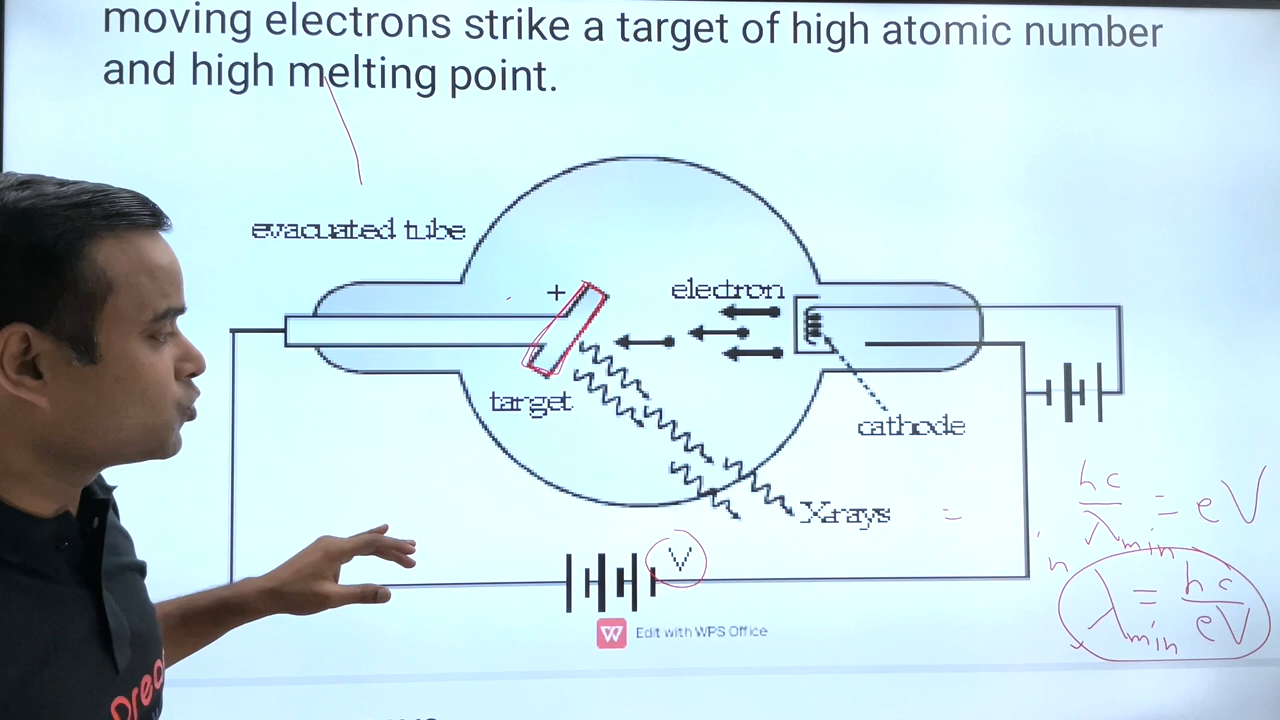 moving electrons strike a target of high atomic number
and high melting point.
evacuated tube
+
electron
target
cathode
X-rays
=
V
hc/λmin = eV
λmin = hc/eV
Edit with WPS Office